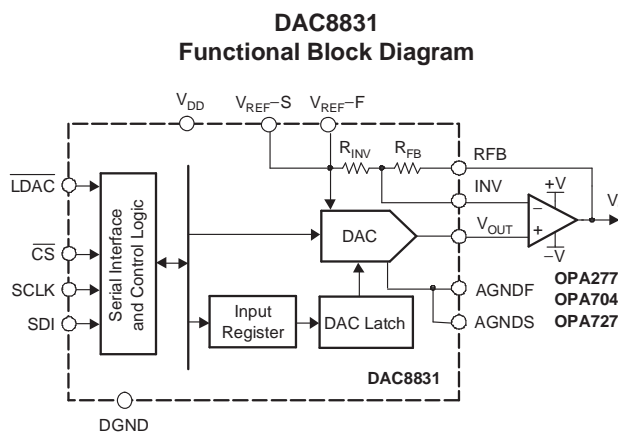 DAC8831
Functional Block Diagram
V_DD
V_REF−S
V_REF−F
R_INV
R_FB
RFB
INV
+V
V
LDAC
CS
SCLK
SDI
Serial Interface
and Control Logic
DAC
V_OUT
−
+
−V
OPA277
OPA704
OPA727
AGNDF
AGNDS
Input
Register
DAC Latch
DAC8831
DGND